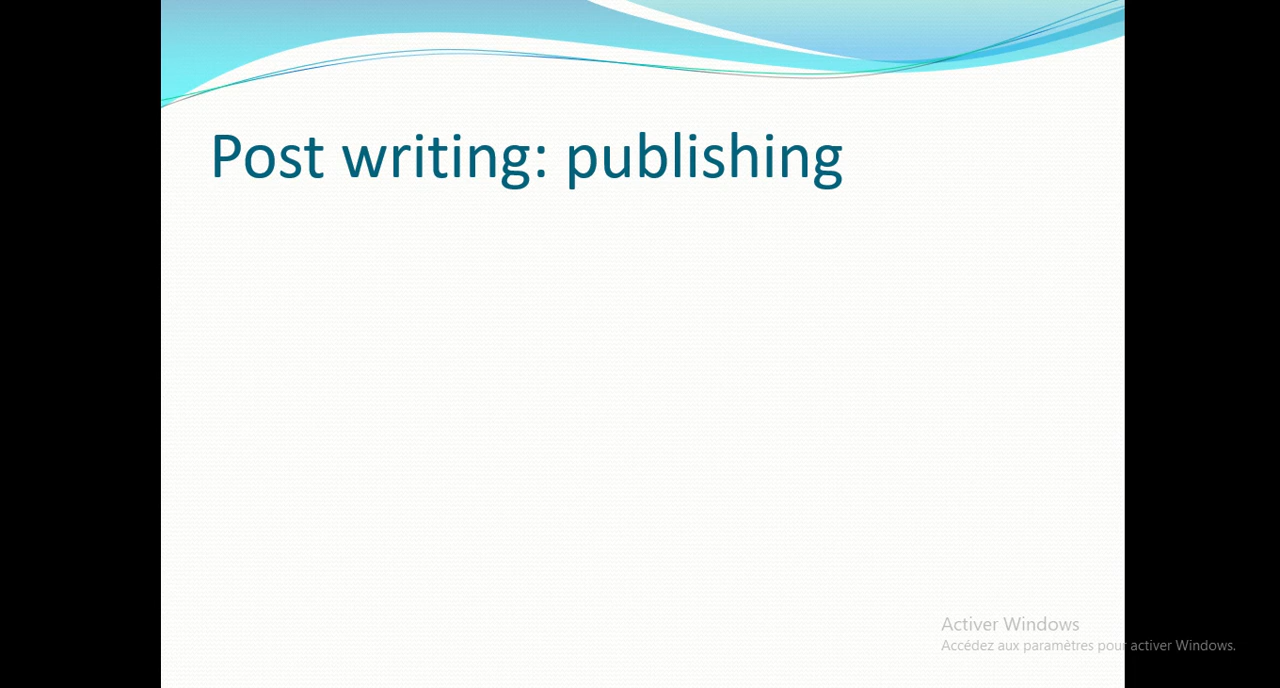 Post writing: publishing
Activer Windows
Accédez aux paramètres pour activer Windows.